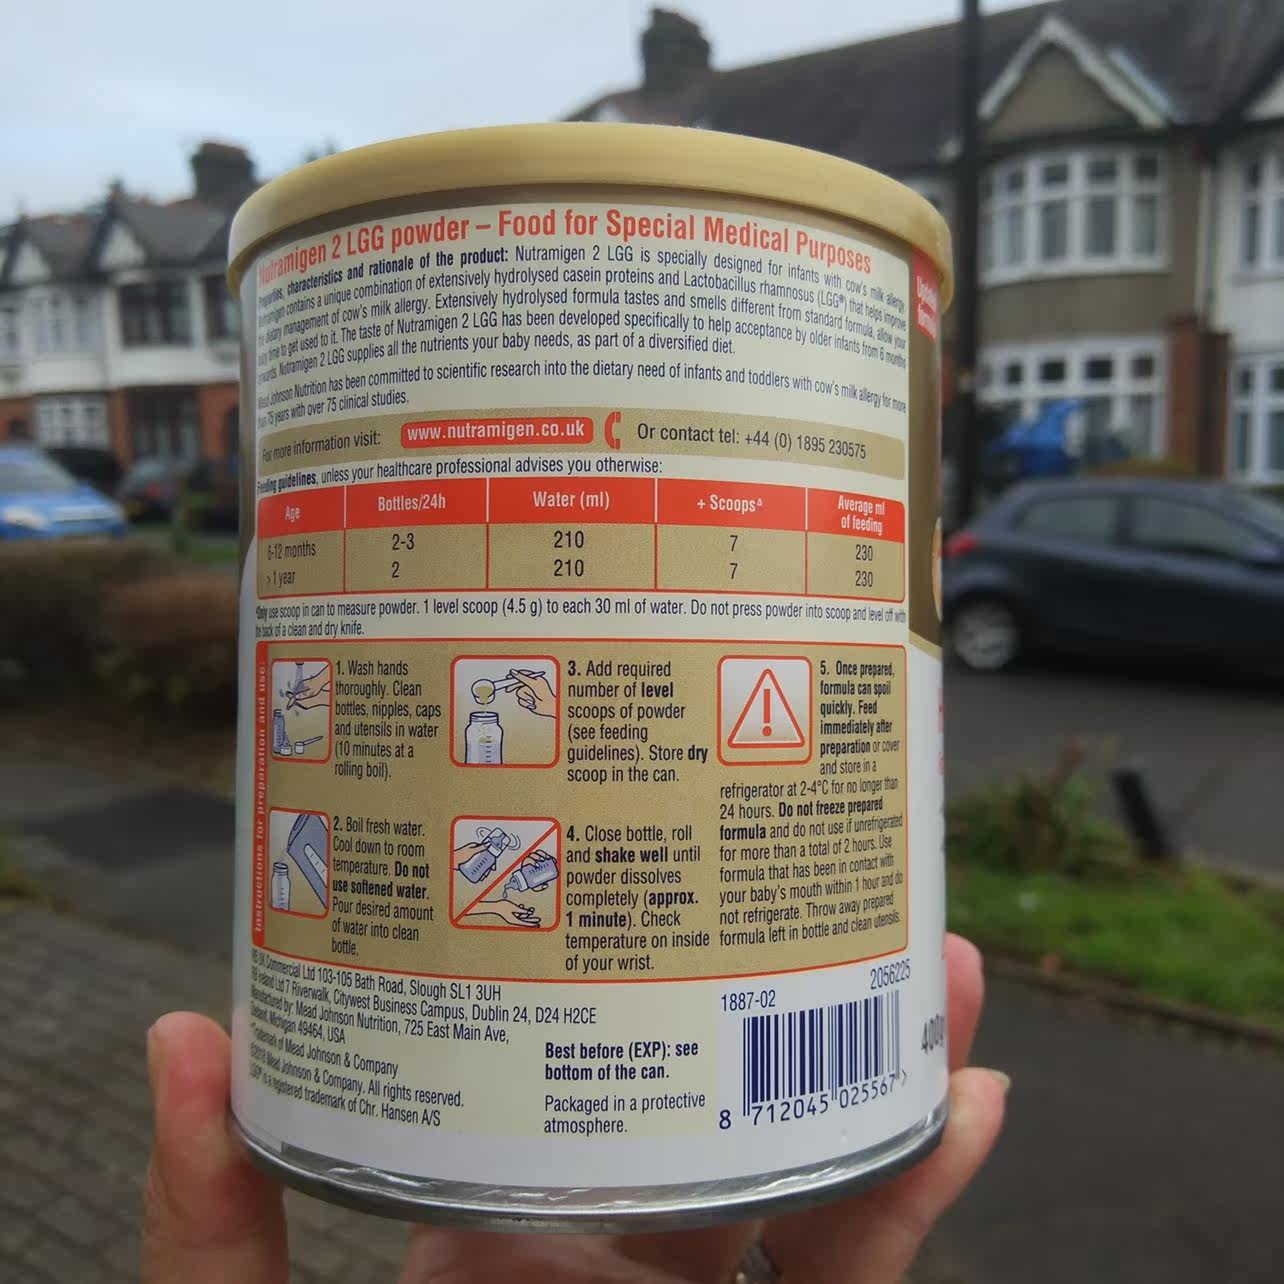 Nutramigen 2 LGG powder – Food for Special Medical Purposes
Properties, characteristics and rationale of the product: Nutramigen 2 LGG is specially designed for infants with cow's milk allergy.
Nutramigen contains a unique combination of extensively hydrolysed casein proteins and Lactobacillus rhamnosus (LGG®) that helps improve
the dietary management of cow's milk allergy. Extensively hydrolysed formula tastes and smells different from standard formula, allow your
baby time to get used to it. The taste of Nutramigen 2 LGG has been developed specifically to help acceptance by older infants from 6 months
onwards. Nutramigen 2 LGG supplies all the nutrients your baby needs, as part of a diversified diet.
Mead Johnson Nutrition has been committed to scientific research into the dietary need of infants and toddlers with cow's milk allergy for more
than 75 years with over 75 clinical studies.
Updated
formula
For more information visit: www.nutramigen.co.uk Or contact tel: +44 (0) 1895 230575
Feeding guidelines, unless your healthcare professional advises you otherwise:
Age Bottles/24h Water (ml) + Scoops∆ Average ml
of feeding
6-12 months 2-3 210 7 230
> 1 year 2 210 7 230
Only use scoop in can to measure powder. 1 level scoop (4.5 g) to each 30 ml of water. Do not press powder into scoop and level off with
the back of a clean and dry knife.
Instructions for preparation and use:
1. Wash hands
thoroughly. Clean
bottles, nipples, caps
and utensils in water
(10 minutes at a
rolling boil).
2. Boil fresh water.
Cool down to room
temperature. Do not
use softened water.
Pour desired amount
of water into clean
bottle.
3. Add required
number of level
scoops of powder
(see feeding
guidelines). Store dry
scoop in the can.
4. Close bottle, roll
and shake well until
powder dissolves
completely (approx.
1 minute). Check
temperature on inside
of your wrist.
5. Once prepared,
formula can spoil
quickly. Feed
immediately after
preparation or cover
and store in a
refrigerator at 2-4°C for no longer than
24 hours. Do not freeze prepared
formula and do not use if unrefrigerated
for more than a total of 2 hours. Use
formula that has been in contact with
your baby's mouth within 1 hour and do
not refrigerate. Throw away prepared
formula left in bottle and clean utensils.
UK Commercial Ltd 103-105 Bath Road, Slough SL1 3UH
RB Ireland Ltd 7 Riverwalk, Citywest Business Campus, Dublin 24, D24 H2CE
Manufactured by: Mead Johnson Nutrition, 725 East Main Ave,
Zeeland, Michigan 49464, USA
Trademark of Mead Johnson & Company
Mead Johnson & Company. All rights reserved.
LGG® is a registered trademark of Chr. Hansen A/S
Best before (EXP): see
bottom of the can.
Packaged in a protective
atmosphere.
1887-02
2056225
8 712045 025567 >
400g